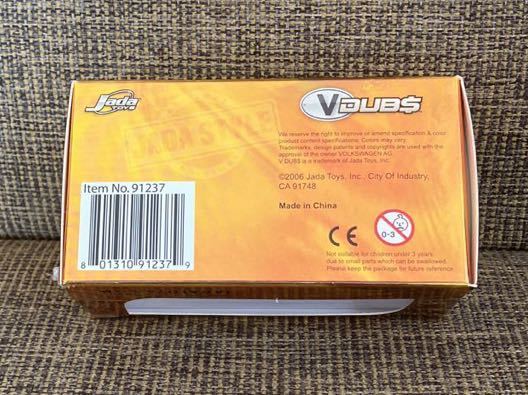 Jada
TOYS
VDUB$
We reserve the right to improve or amend specification & color
product content specifications. Colors may vary.
Trademarks, design patents and copyrights are used with the
approval of the owner VOLKSWAGEN AG.
V DUB$ is a trademark of Jada Toys, Inc.
©2006 Jada Toys, Inc., City Of Industry,
CA 91748
Made in China
Item No. 91237
8 01310 91237 9
CE
0-3
Not suitable for children under 3 years
due to small parts which can be swallowed.
Please keep the package for future reference.